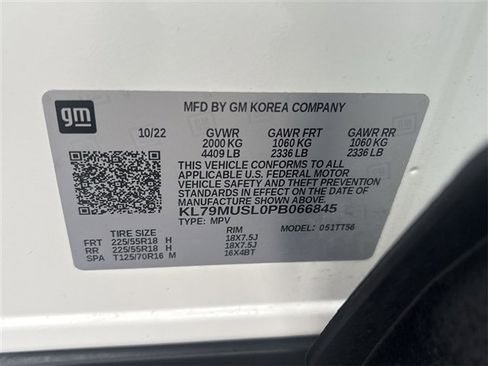 gm
MFD BY GM KOREA COMPANY
10/22 GVWR GAWR FRT GAWR RR
2000 KG 1060 KG 1060 KG
4409 LB 2336 LB 2336 LB
THIS VEHICLE CONFORMS TO ALL
APPLICABLE U.S. FEDERAL MOTOR
VEHICLE SAFETY AND THEFT PREVENTION
STANDARDS IN EFFECT ON THE DATE OF
MANUFACTURE SHOWN ABOVE.
KL79MUSL0PB066845
TYPE: MPV MODEL: 051TT56
TIRE SIZE RIM
FRT 225/55R18 H 18X7.5J
RR 225/55R18 H 18X7.5J
SPA T125/70R16 M 16X4BT